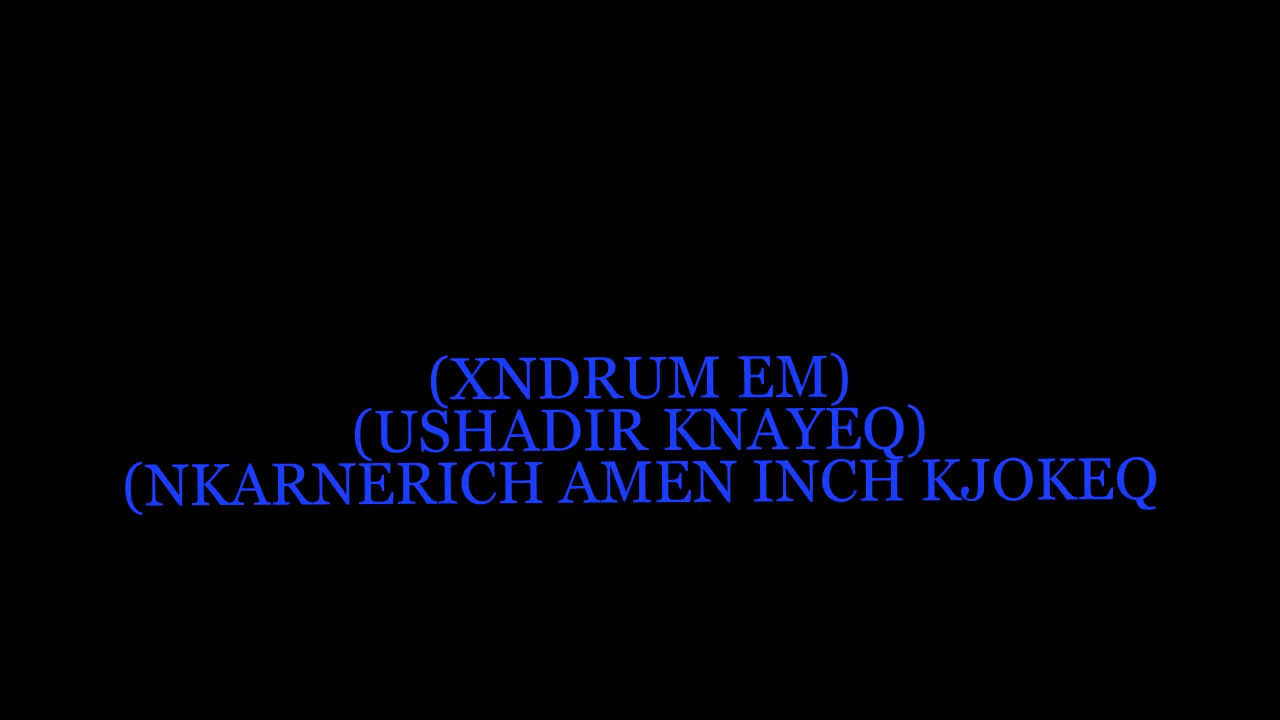 (XNDRUM EM)
(USHADIR KNAYEQ)
(NKARNERICH AMEN INCH KJOKEQ